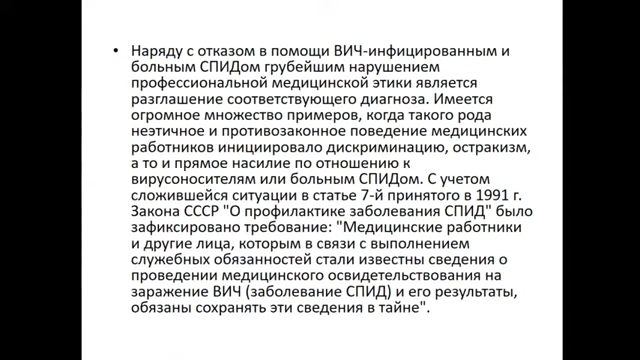 • Наряду с отказом в помощи ВИЧ-инфицированным и
больным СПИДом грубейшим нарушением
профессиональной медицинской этики является
разглашение соответствующего диагноза. Имеется
огромное множество примеров, когда такого рода
неэтичное и противозаконное поведение медицинских
работников инициировало дискриминацию, остракизм,
а то и прямое насилие по отношению к
вирусоносителям или больным СПИДом. С учетом
сложившейся ситуации в статье 7-й принятого в 1991 г.
Закона СССР "О профилактике заболевания СПИД" было
зафиксировано требование: "Медицинские работники
и другие лица, которым в связи с выполнением
служебных обязанностей стали известны сведения о
проведении медицинского освидетельствования на
заражение ВИЧ (заболевание СПИД) и его результаты,
обязаны сохранять эти сведения в тайне".